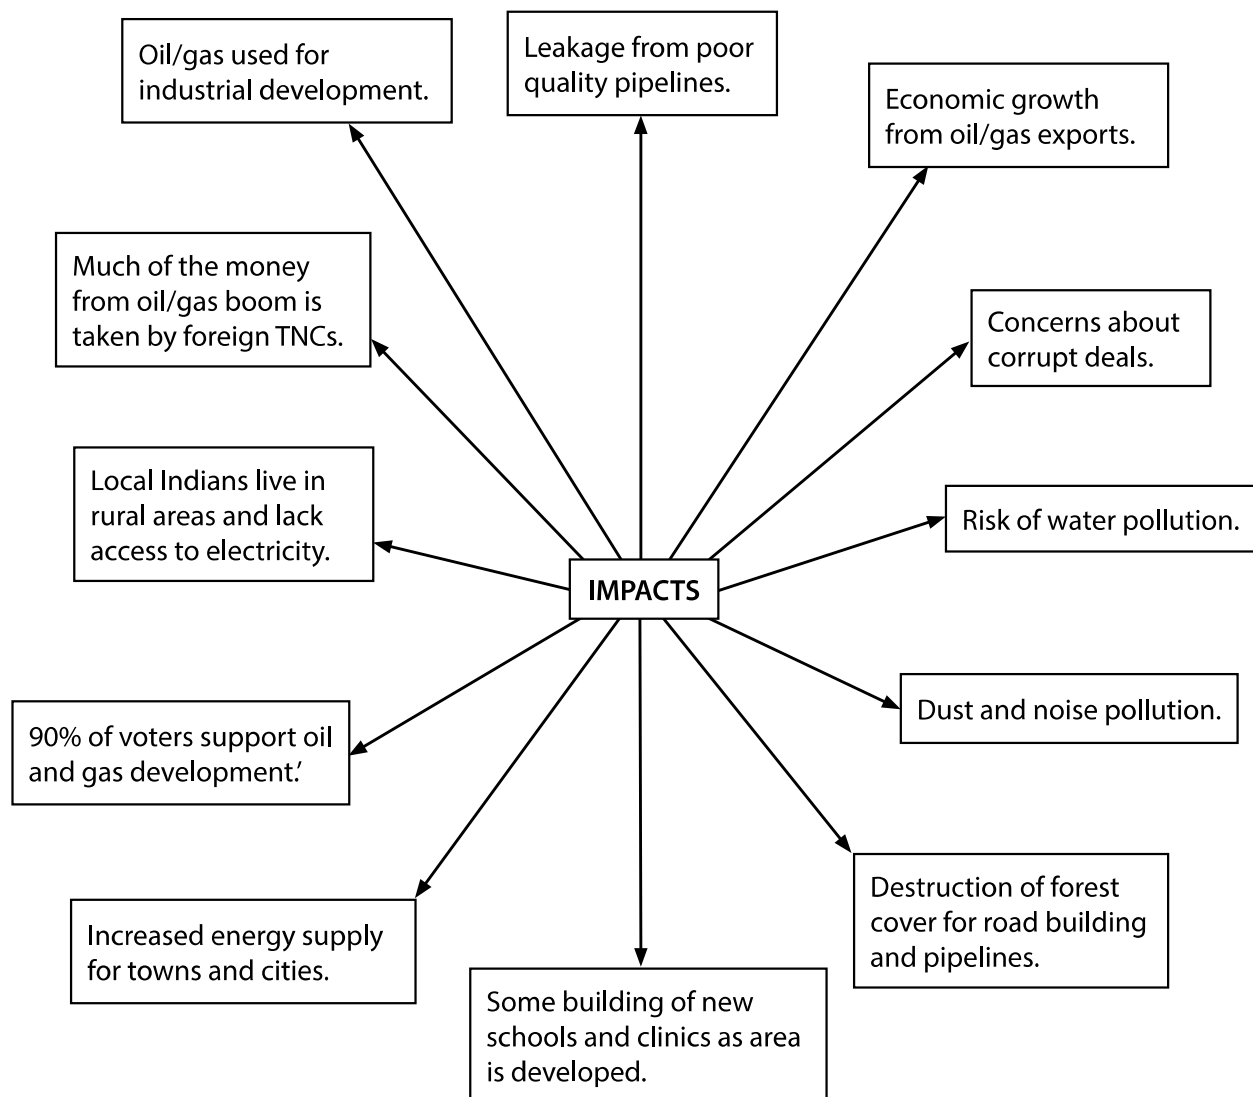 Oil/gas used for
industrial development.
Leakage from poor
quality pipelines.
Economic growth
from oil/gas exports.
Much of the money
from oil/gas boom is
taken by foreign TNCs.
Concerns about
corrupt deals.
Local Indians live in
rural areas and lack
access to electricity.
Risk of water pollution.
IMPACTS
Dust and noise pollution.
90% of voters support oil
and gas development.’
Destruction of forest
cover for road building
and pipelines.
Increased energy supply
for towns and cities.
Some building of new
schools and clinics as area
is developed.